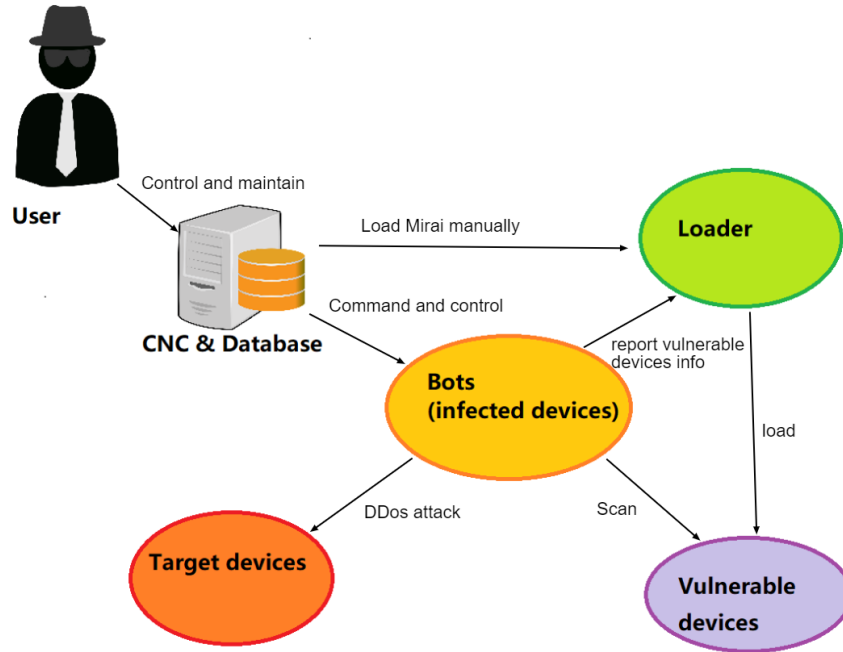 Control and maintain
User
Load Mirai manually
Loader
Command and control
CNC & Database
report vulnerable
devices info
Bots
(infected devices)
load
DDos attack
Scan
Target devices
Vulnerable
devices